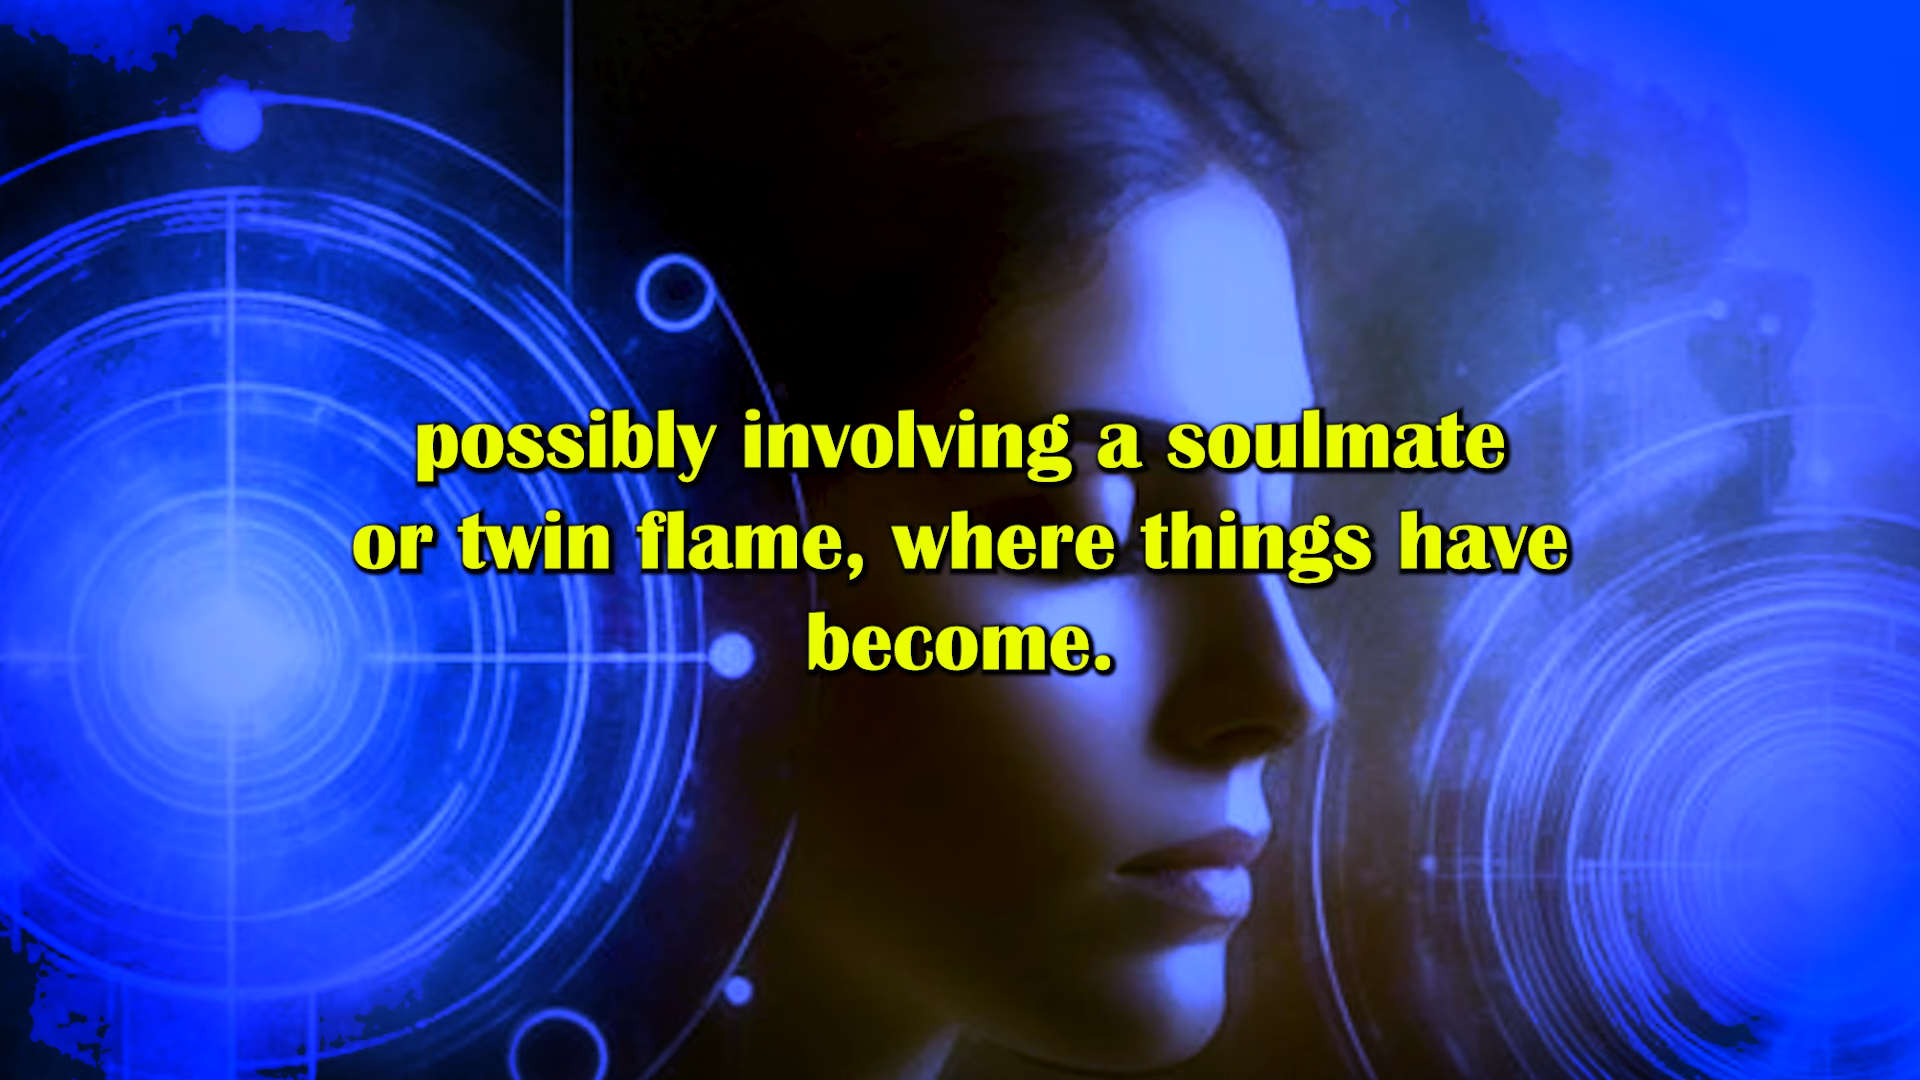 possibly involving a soulmate
or twin flame, where things have
become.